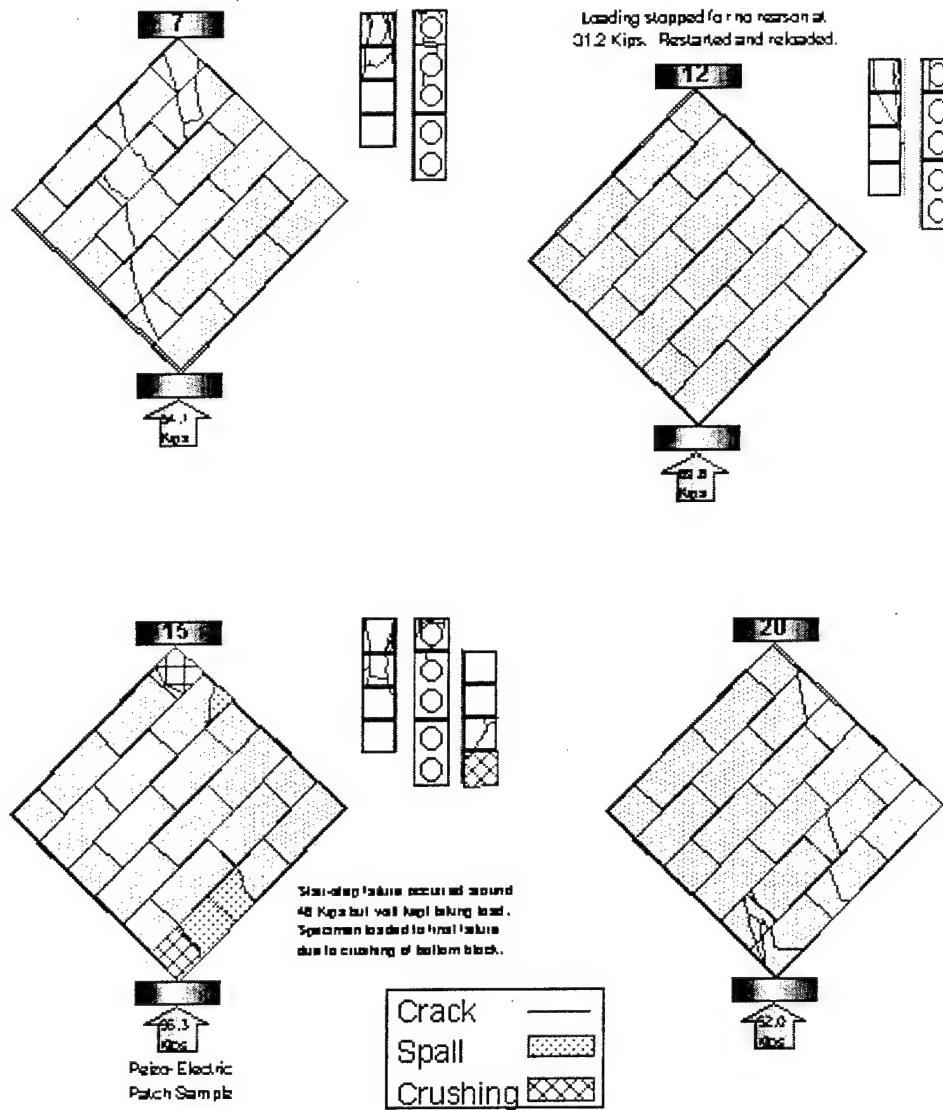 7
Loading stopped for no reason at
31.2 Kips. Restarted and reloaded.
12
Kips
Kips
15
20
Stair-step failure occurred around
48 Kips but wall kept taking load.
Specimen loaded to final failure
due to crushing of bottom block.
Kips
Peizo-Electric
Patch Sample
52.0
Kips
Crack
Spall
Crushing